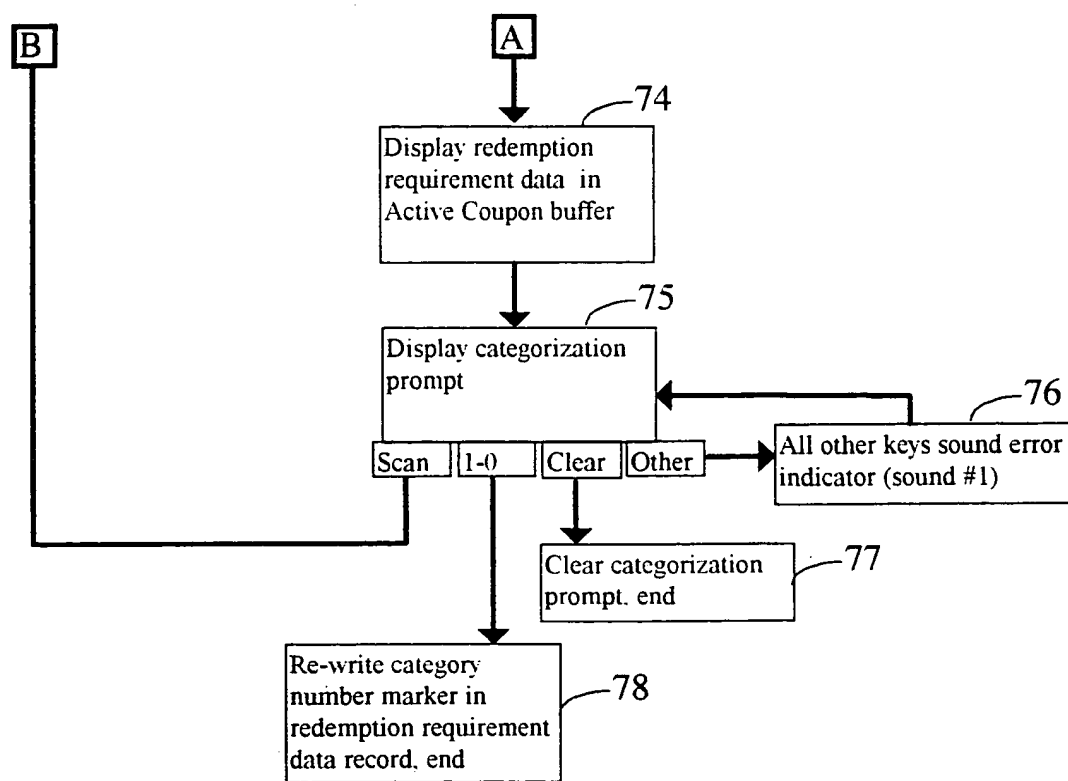 B
A
74
Display redemption
requirement data in
Active Coupon buffer
75
Display categorization
prompt
Scan
1-0
Clear
Other
76
All other keys sound error
indicator (sound #1)
77
Clear categorization
prompt, end
78
Re-write category
number marker in
redemption requirement
data record, end